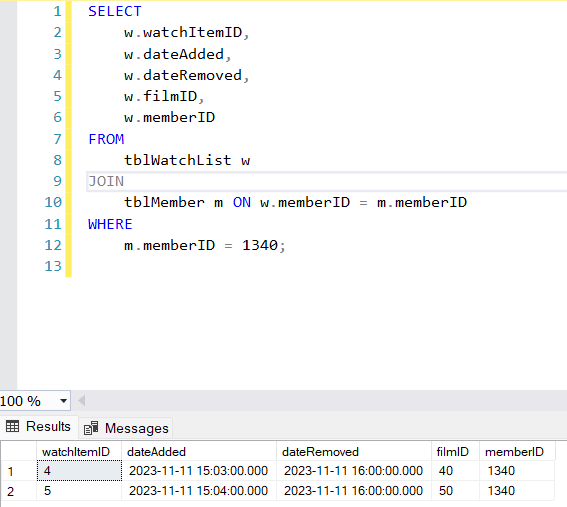 1 SELECT
2 w.watchItemID,
3 w.dateAdded,
4 w.dateRemoved,
5 w.filmID,
6 w.memberID
7 FROM
8 tblWatchList w
9 JOIN
10 tblMember m ON w.memberID = m.memberID
11 WHERE
12 m.memberID = 1340;
13
100 %
Results Messages
watchItemID dateAdded dateRemoved filmID memberID
1 4 2023-11-11 15:03:00.000 2023-11-11 16:00:00.000 40 1340
2 5 2023-11-11 15:04:00.000 2023-11-11 16:00:00.000 50 1340